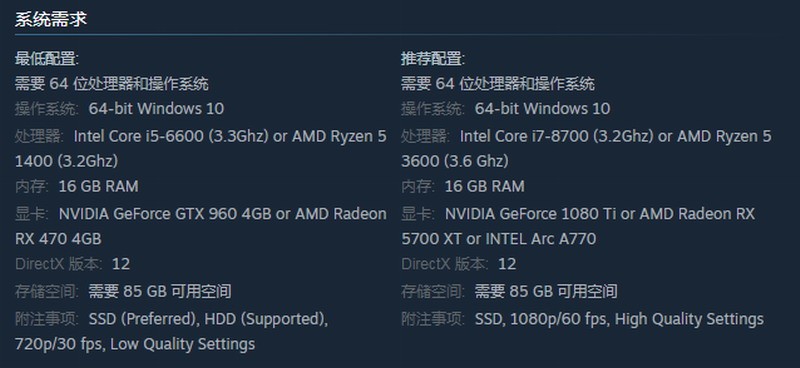 系统需求
最低配置:
需要 64 位处理器和操作系统
操作系统: 64-bit Windows 10
处理器: Intel Core i5-6600 (3.3Ghz) or AMD Ryzen 5
1400 (3.2Ghz)
内存: 16 GB RAM
显卡: NVIDIA GeForce GTX 960 4GB or AMD Radeon
RX 470 4GB
DirectX 版本: 12
存储空间: 需要 85 GB 可用空间
附注事项: SSD (Preferred), HDD (Supported),
720p/30 fps, Low Quality Settings
推荐配置:
需要 64 位处理器和操作系统
操作系统: 64-bit Windows 10
处理器: Intel Core i7-8700 (3.2Ghz) or AMD Ryzen 5
3600 (3.6 Ghz)
内存: 16 GB RAM
显卡: NVIDIA GeForce 1080 Ti or AMD Radeon RX
5700 XT or INTEL Arc A770
DirectX 版本: 12
存储空间: 需要 85 GB 可用空间
附注事项: SSD, 1080p/60 fps, High Quality Settings